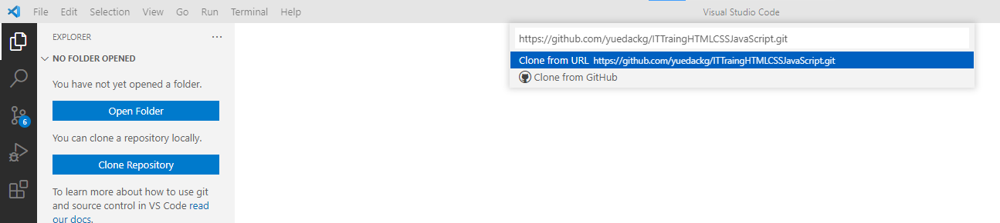 File Edit Selection View Go Run Terminal Help Visual Studio Code
EXPLORER ...
NO FOLDER OPENED
You have not yet opened a folder.
Open Folder
You can clone a repository locally.
Clone Repository
To learn more about how to use git
and source control in VS Code read
our docs.
6
https://github.com/yuedackg/ITTraingHTMLCSSJavaScript.git
Clone from URL https://github.com/yuedackg/ITTraingHTMLCSSJavaScript.git
Clone from GitHub